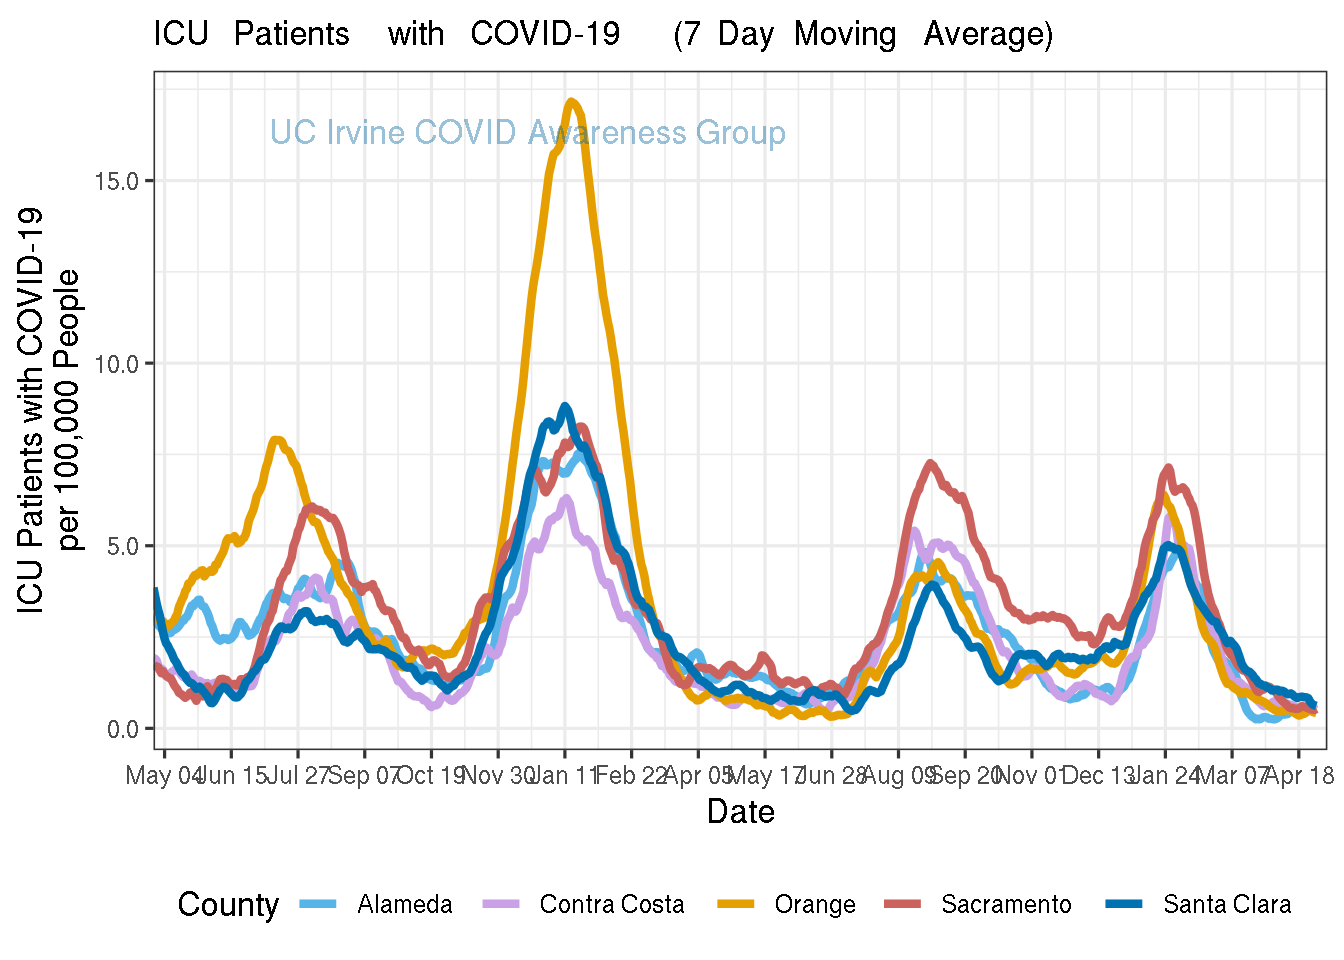 ICU Patients with COVID-19 (7 Day Moving Average)
UC Irvine COVID Awareness Group
ICU Patients with COVID-19
per 100,000 People
15.0
10.0
5.0
0.0
May 04 Jun 15 Jul 27 Sep 07 Oct 19 Nov 30 Jan 11 Feb 22 Apr 05 May 17 Jun 28 Aug 09 Sep 20 Nov 01 Dec 13 Jan 24 Mar 07 Apr 18
Date
County Alameda Contra Costa Orange Sacramento Santa Clara